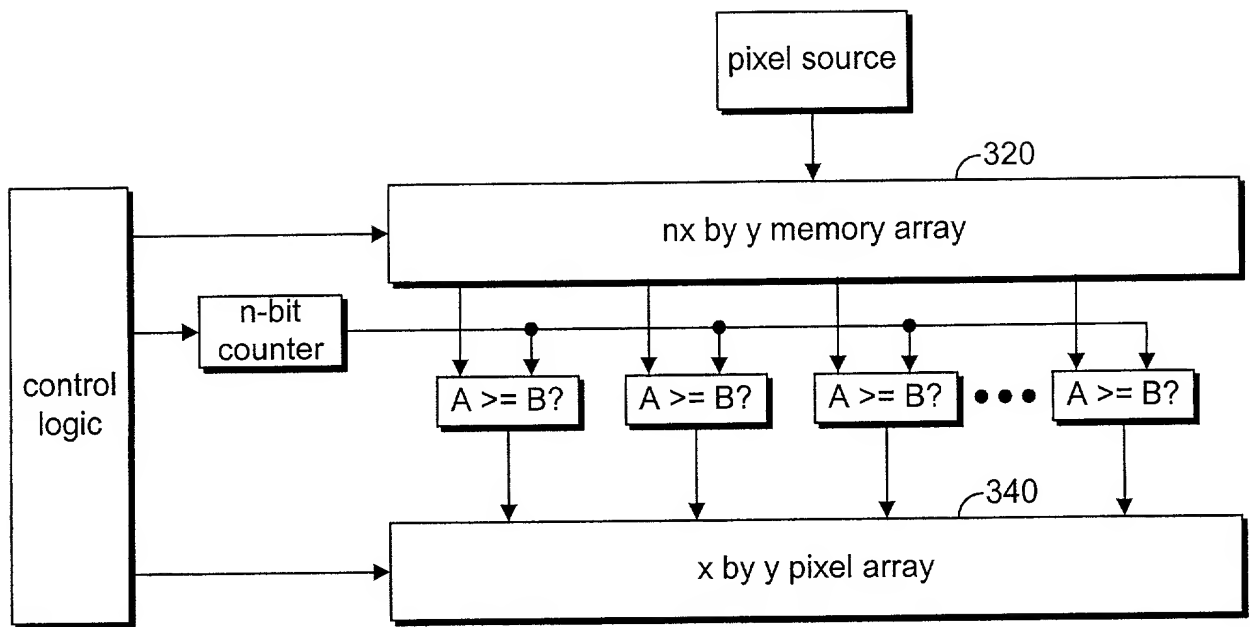 pixel source
320
nx by y memory array
n-bit
counter
control
logic
A >= B?
A >= B?
A >= B?
A >= B?
340
x by y pixel array